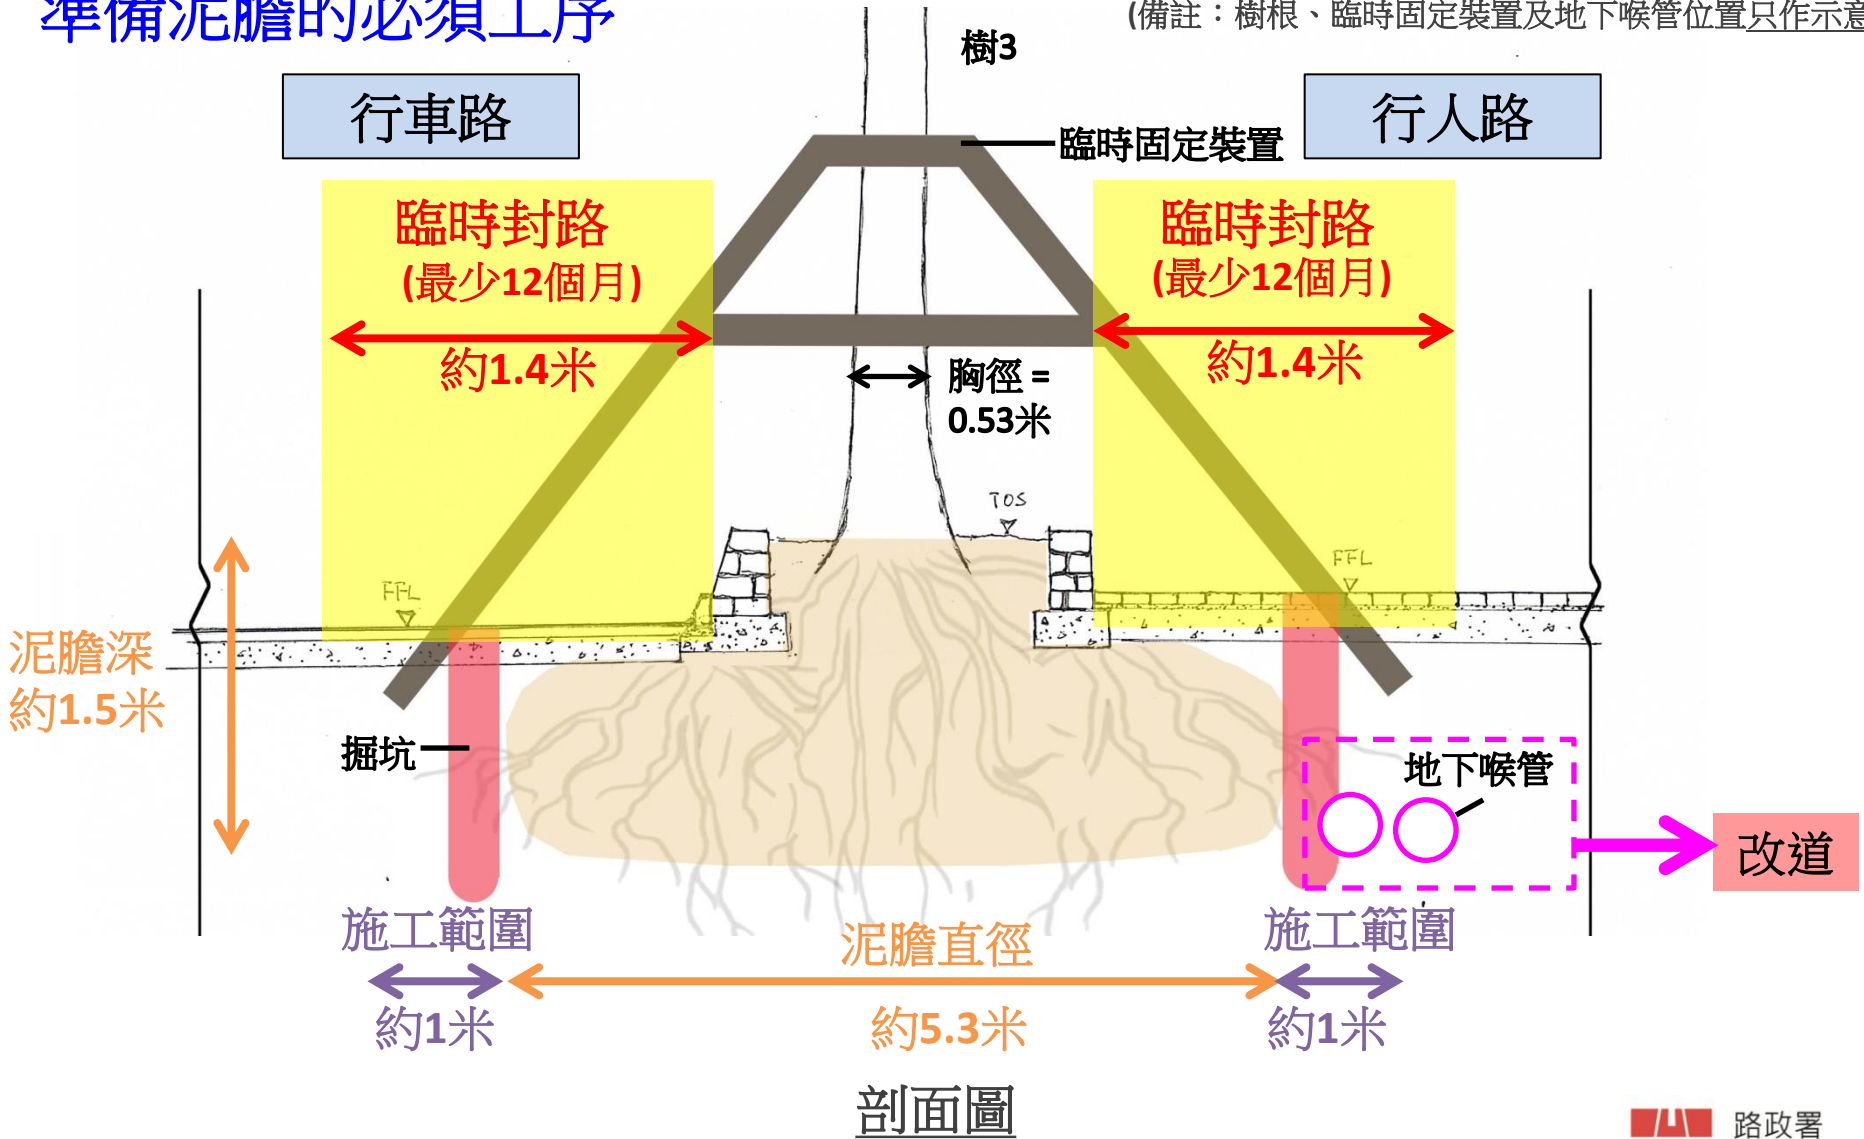 準備泥膽的必須工序
(備註：樹根、臨時固定裝置及地下喉管位置只作示意
樹3
行車路
行人路
臨時固定裝置
臨時封路
(最少12個月)
約1.4米
臨時封路
(最少12個月)
約1.4米
胸徑 =
0.53米
TOS
FFL
FFL
泥膽深
約1.5米
掘坑
地下喉管
改道
施工範圍
約1米
泥膽直徑
約5.3米
施工範圍
約1米
剖面圖
路政署